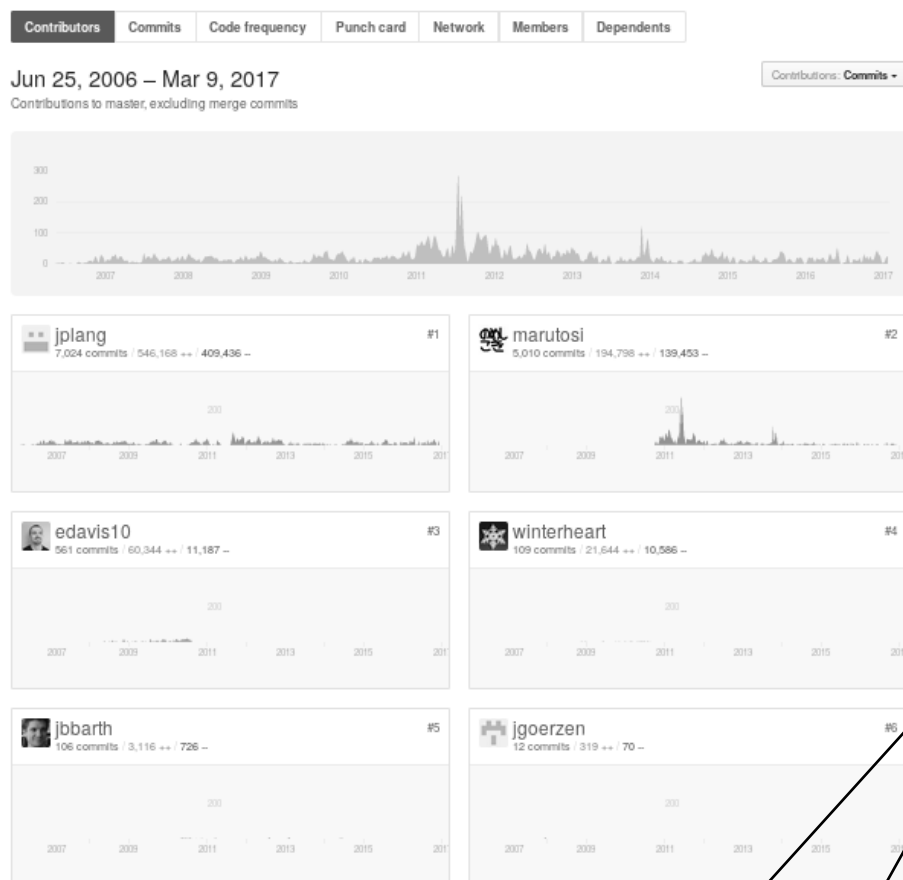 Contributors Commits Code frequency Punch card Network Members Dependents
Jun 25, 2006 – Mar 9, 2017
Contributions: Commits
Contributions to master, excluding merge commits
300
200
100
0
2007 2008 2009 2010 2011 2012 2013 2014 2015 2016 2017
jplang #1
7,024 commits / 546,168 ++ / 409,436 --
200
2007 2009 2011 2013 2015 201
marutosi #2
5,010 commits / 194,798 ++ / 139,453 --
200
2007 2009 2011 2013 2015 201
edavis10 #3
561 commits / 60,344 ++ / 11,187 --
200
2007 2009 2011 2013 2015 201
winterheart #4
109 commits / 21,644 ++ / 10,586 --
200
2007 2009 2011 2013 2015 201
jbbarth #5
106 commits / 3,116 ++ / 726 --
200
2007 2009 2011 2013 2015 201
jgoerzen #6
12 commits / 319 ++ / 70 --
200
2007 2009 2011 2013 2015 201